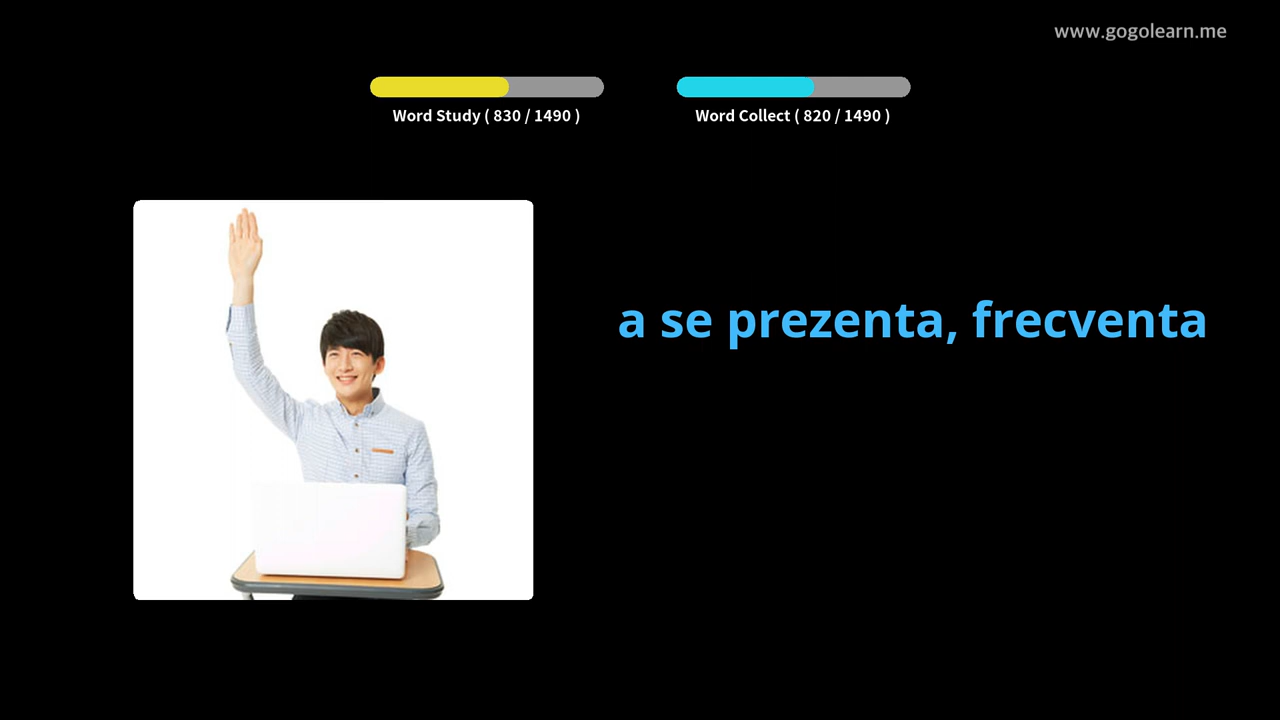 www.gogolearn.me
Word Study ( 830 / 1490 )
Word Collect ( 820 / 1490 )
a se prezenta, frecventa